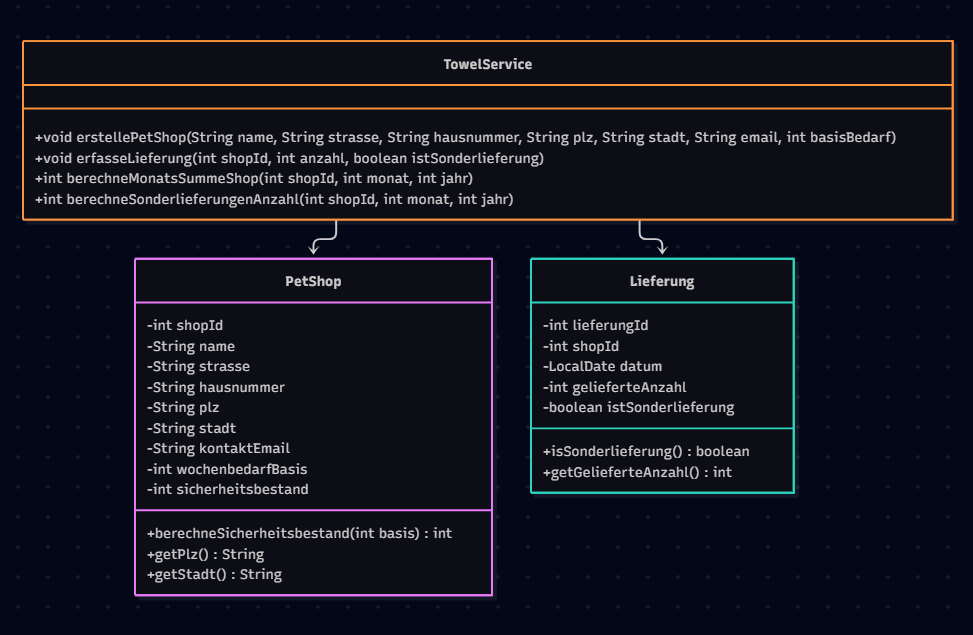 TowelService
+void erstellePetShop(String name, String strasse, String hausnummer, String plz, String stadt, String email, int basisBedarf)
+void erfasseLieferung(int shopId, int anzahl, boolean istSonderlieferung)
+int berechneMonatsSummeShop(int shopId, int monat, int jahr)
+int berechneSonderlieferungenAnzahl(int shopId, int monat, int jahr)
PetShop
-int shopId
-String name
-String strasse
-String hausnummer
-String plz
-String stadt
-String kontaktEmail
-int wochenbedarfBasis
-int sicherheitsbestand
+berechneSicherheitsbestand(int basis) : int
+getPlz() : String
+getStadt() : String
Lieferung
-int lieferungId
-int shopId
-LocalDate datum
-int gelieferteAnzahl
-boolean istSonderlieferung
+isSonderlieferung() : boolean
+getGelieferteAnzahl() : int